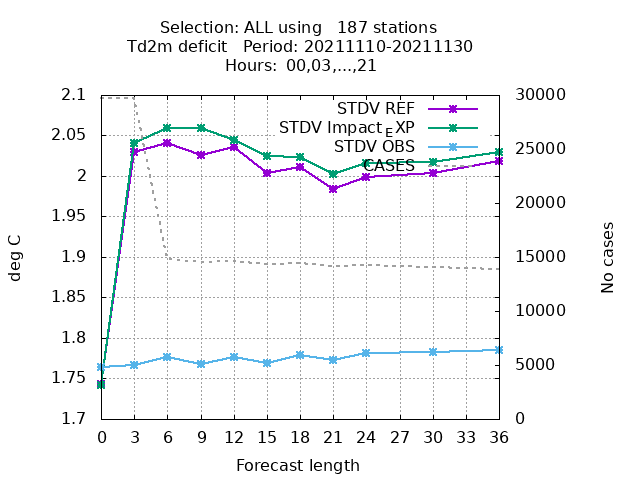 Selection: ALL using   187 stations
Td2m deficit   Period: 20211110-20211130
Hours: 00,03,...,21
2.1
2.05
2
1.95
1.9
1.85
1.8
1.75
1.7
30000
25000
20000
15000
10000
5000
0
STDV REF
STDV Impact_EXP
STDV OBS
CASES
deg C
No cases
0 3 6 9 12 15 18 21 24 27 30 33 36
Forecast length